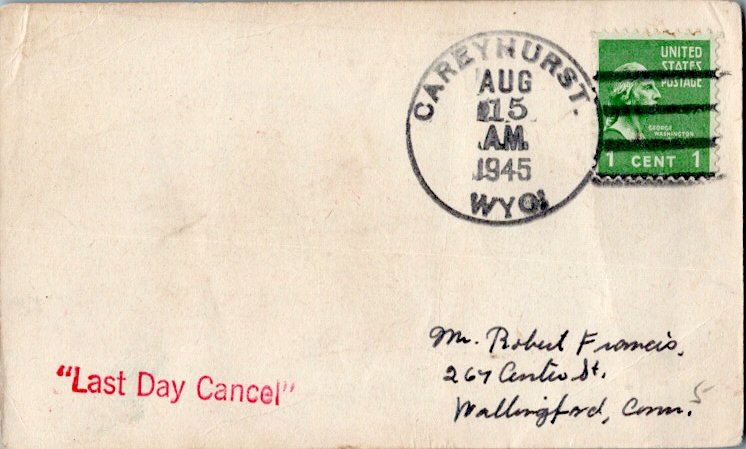 CAREYHURST.
AUG
15
A.M.
1945
WYO.
UNITED
STATES
POSTAGE
GEORGE
WASHINGTON
1 CENT 1
Mr. Robert Francis,
267 Center St.
Wallingford, Conn. 5
"Last Day Cancel"